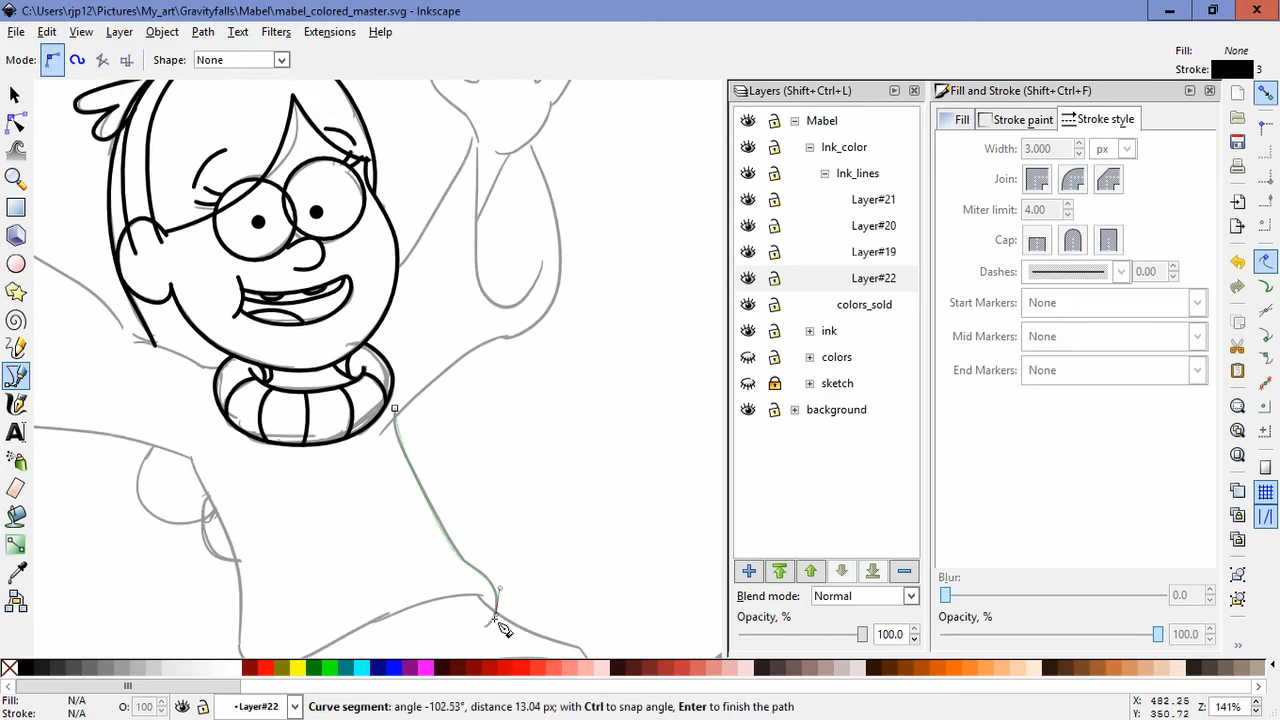 C:\Users\rjp12\Pictures\My_art\Gravityfalls\Mabel\mabel_colored_master.svg - Inkscape
File Edit View Layer Object Path Text Filters Extensions Help
Mode: Shape: None
Fill: None
Stroke: 3
Layers (Shift+Ctrl+L)
Fill and Stroke (Shift+Ctrl+F)
Mabel
Ink_color
Ink_lines
Layer#21
Layer#20
Layer#19
Layer#22
colors_sold
ink
colors
sketch
background
Fill Stroke paint Stroke style
Width: 3.000 px
Join:
Miter limit: 4.00
Cap:
Dashes: 0.00
Start Markers: None
Mid Markers: None
End Markers: None
Blend mode: Normal
Opacity, % 100.0
Blur: 0.0
Opacity, % 100.0
Fill: N/A
Stroke: N/A
O: 100
•Layer#22
Curve segment: angle -102.53°, distance 13.04 px with Ctrl to snap angle, Enter to finish the path
X: 482.25
Y: 350.72
Z: 141%